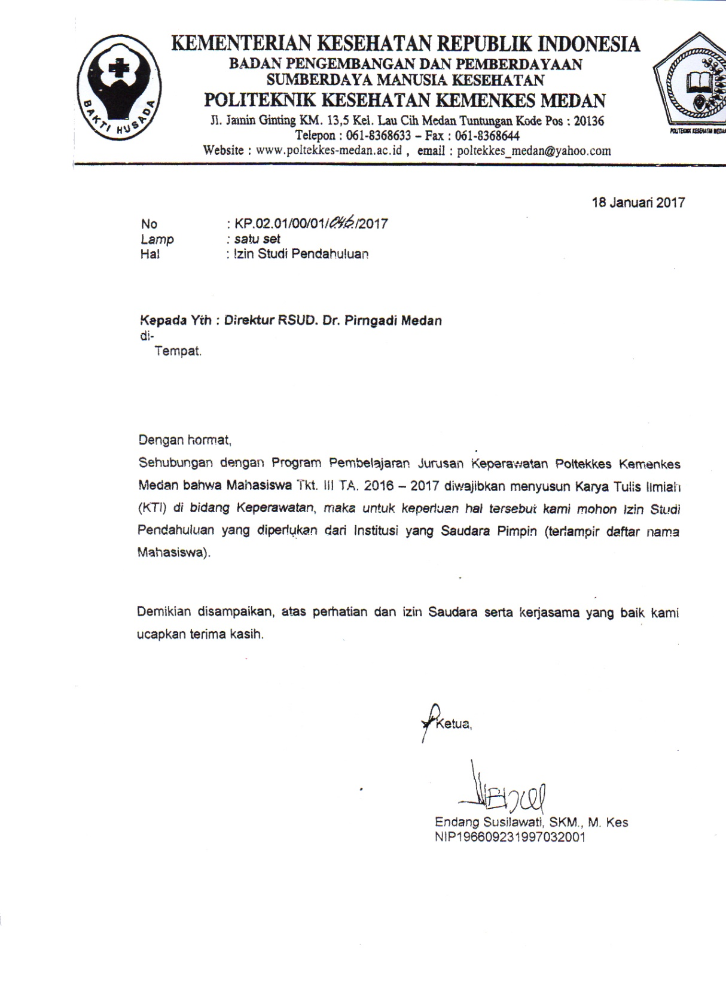 KEMENTERIAN KESEHATAN REPUBLIK INDONESIA
BADAN PENGEMBANGAN DAN PEMBERDAYAAN
SUMBERDAYA MANUSIA KESEHATAN
POLITEKNIK KESEHATAN KEMENKES MEDAN
Jl. Jamin Ginting KM. 13,5 Kel. Lau Cih Medan Tuntungan Kode Pos : 20136
Telepon : 061-8368633 – Fax : 061-8368644
Website : www.poltekkes-medan.ac.id , email : poltekkes_medan@yahoo.com
BAKTI HUSADA
POLITEKNIK KESEHATAN MEDAN
18 Januari 2017
No : KP.02.01/00/01/046/2017
Lamp : satu set
Hal : Izin Studi Pendahuluan
Kepada Yth : Direktur RSUD. Dr. Pirngadi Medan
di-
Tempat.
Dengan hormat,
Sehubungan dengan Program Pembelajaran Jurusan Keperawatan Poltekkes Kemenkes
Medan bahwa Mahasiswa Tkt. III TA. 2016 – 2017 diwajibkan menyusun Karya Tulis Ilmiah
(KTI) di bidang Keperawatan, maka untuk keperluan hal tersebut kami mohon Izin Studi
Pendahuluan yang diperlukan dari Institusi yang Saudara Pimpin (terlampir daftar nama
Mahasiswa).
Demikian disampaikan, atas perhatian dan izin Saudara serta kerjasama yang baik kami
ucapkan terima kasih.
Ketua,
Endang Susilawati, SKM., M. Kes
NIP196609231997032001